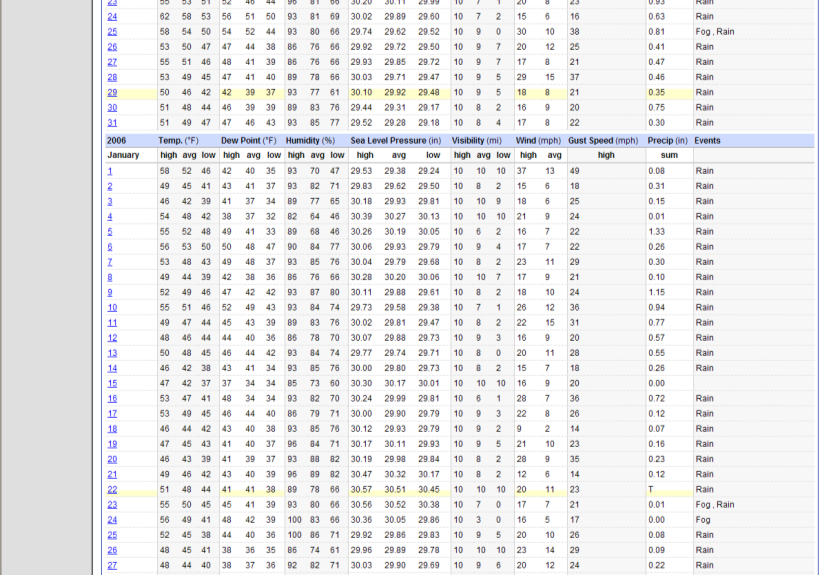 23 55 53 51 52 46 44 96 81 66 30.20 30.11 29.99 10 7 1 20 8 23 0.93 Rain
24 62 58 53 56 51 50 93 81 69 30.02 29.89 29.60 10 7 2 15 6 16 0.63 Rain
25 58 54 50 54 52 44 93 80 66 29.74 29.62 29.52 10 9 0 30 10 38 0.81 Fog , Rain
26 53 50 47 47 44 38 86 76 66 29.92 29.72 29.50 10 9 7 20 12 25 0.41 Rain
27 55 51 46 48 41 39 86 76 66 29.93 29.72 29.55 10 9 7 17 8 21 0.47 Rain
28 53 49 45 47 41 40 89 78 66 30.03 29.71 29.47 10 9 5 29 15 37 0.46 Rain
29 50 46 42 42 39 37 93 77 61 30.10 29.92 29.48 10 9 5 18 8 21 0.35 Rain
30 51 48 44 46 39 39 89 83 76 29.44 29.31 29.17 10 8 2 16 9 20 0.75 Rain
31 51 49 47 47 46 43 93 85 77 29.52 29.28 29.18 10 8 4 17 8 22 0.30 Rain
2006 Temp. (°F) Dew Point (°F) Humidity (%) Sea Level Pressure (in) Visibility (mi) Wind (mph) Gust Speed (mph) Precip (in) Events
January high avg low high avg low high avg low high avg low high avg low high avg high sum
1 58 52 46 42 40 35 93 70 47 29.53 29.38 29.24 10 10 10 37 13 49 0.08 Rain
2 49 45 41 43 41 37 93 82 71 29.83 29.62 29.50 10 8 2 15 6 18 0.31 Rain
3 46 42 39 41 37 34 89 77 65 30.18 29.93 29.81 10 10 9 18 6 25 0.15 Rain
4 54 48 42 38 37 32 82 64 46 30.39 30.27 30.13 10 10 10 21 9 24 0.01 Rain
5 55 52 48 49 41 33 89 68 46 30.26 30.19 30.05 10 6 2 16 7 22 1.33 Rain
6 56 53 50 50 48 47 90 84 77 30.06 29.93 29.79 10 9 4 17 7 22 0.26 Rain
7 53 48 43 49 48 37 93 85 76 30.04 29.79 29.68 10 8 2 23 11 29 0.30 Rain
8 49 44 39 42 38 36 86 76 66 30.28 30.20 30.06 10 10 7 17 9 21 0.10 Rain
9 52 49 46 47 42 42 93 87 80 30.11 29.88 29.61 10 8 2 18 10 24 1.15 Rain
10 55 51 46 52 49 43 93 84 74 29.73 29.58 29.38 10 7 1 26 12 36 0.94 Rain
11 49 47 44 45 43 39 89 83 76 30.02 29.81 29.47 10 8 2 22 15 31 0.77 Rain
12 48 46 44 44 40 36 86 78 70 30.07 29.88 29.73 10 9 3 16 9 20 0.57 Rain
13 50 48 45 46 44 42 93 84 74 29.77 29.74 29.71 10 8 0 20 11 28 0.55 Rain
14 46 42 38 43 41 34 93 85 76 30.00 29.80 29.73 10 8 2 15 7 18 0.26 Rain
15 47 42 37 37 34 34 85 73 60 30.30 30.17 30.01 10 10 10 16 9 20 0.00
16 53 47 41 48 34 34 93 82 70 30.24 29.99 29.81 10 6 1 28 7 36 0.72 Rain
17 53 49 45 46 44 40 86 79 71 30.00 29.90 29.79 10 9 3 22 8 26 0.12 Rain
18 46 44 42 43 40 38 93 85 76 30.12 29.93 29.79 10 9 2 9 2 14 0.07 Rain
19 47 45 43 41 40 37 96 84 71 30.17 30.11 29.93 10 9 5 21 10 23 0.16 Rain
20 46 43 39 41 39 37 93 88 82 30.19 29.98 29.84 10 8 2 28 9 35 0.23 Rain
21 49 46 42 43 40 39 96 89 82 30.47 30.32 30.17 10 8 2 12 6 14 0.12 Rain
22 51 48 44 41 41 38 89 78 66 30.57 30.51 30.45 10 10 10 20 11 23 T Rain
23 55 50 45 45 41 39 93 80 66 30.56 30.52 30.38 10 7 0 17 7 21 0.01 Fog , Rain
24 56 49 41 48 42 39 100 83 66 30.36 30.05 29.86 10 3 0 16 5 17 0.00 Fog
25 52 45 38 44 40 36 100 86 71 29.92 29.86 29.83 10 9 5 20 10 26 0.08 Rain
26 48 45 41 38 36 35 86 74 61 29.96 29.89 29.78 10 10 10 23 14 29 0.09 Rain
27 48 44 40 38 37 36 92 82 71 30.03 29.90 29.69 10 9 6 20 12 24 0.22 Rain